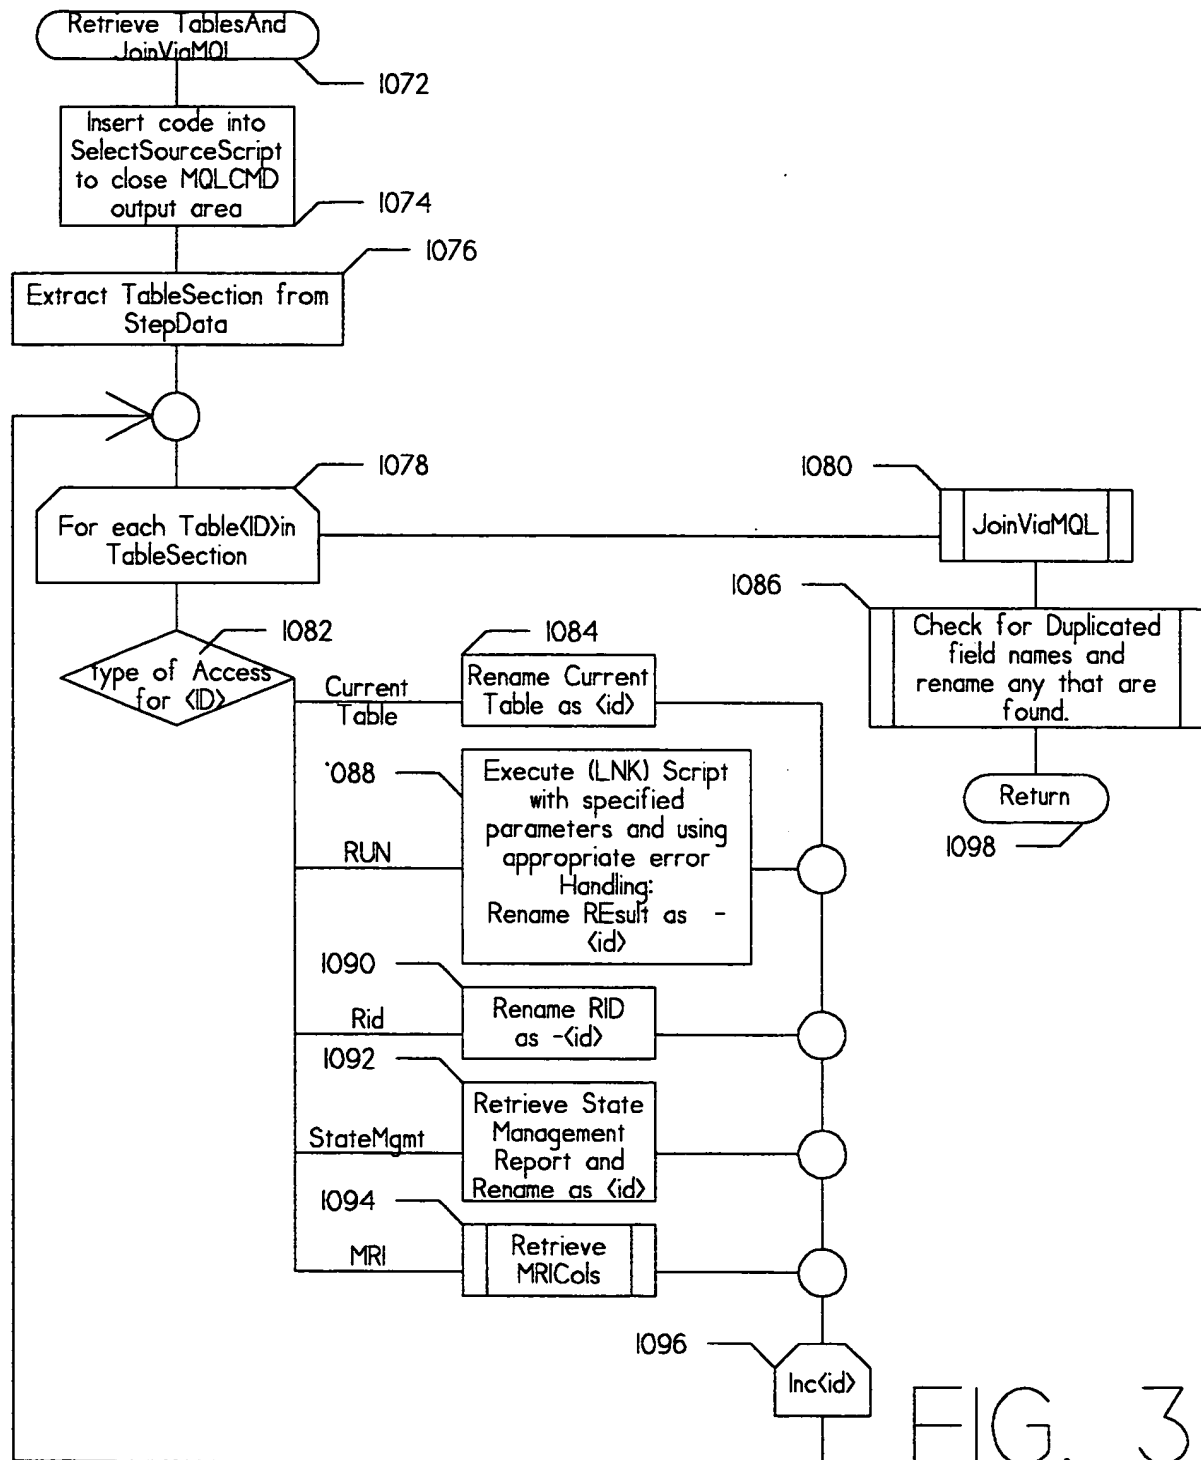 Retrieve TablesAnd
JoinViaMQL
1072
Insert code into
SelectSourceScript
to close MQLCMD
output area
1074
1076
Extract TableSection from
StepData
1078
For each Table<ID>in
TableSection
1080
JoinViaMQL
1082
type of Access
for <ID>
1084
Current
Table
Rename Current
Table as <id>
1086
Check for Duplicated
field names and
rename any that are
found.
Return
1098
'088
RUN
Execute (LNK) Script
with specified
parameters and using
appropriate error
Handling:
Rename REsult as -
<id>
1090
Rid
Rename RID
as -<id>
1092
StateMgmt
Retrieve State
Management
Report and
Rename as <id>
1094
MRI
Retrieve
MRICols
1096
Inc<id>
FIG. 3